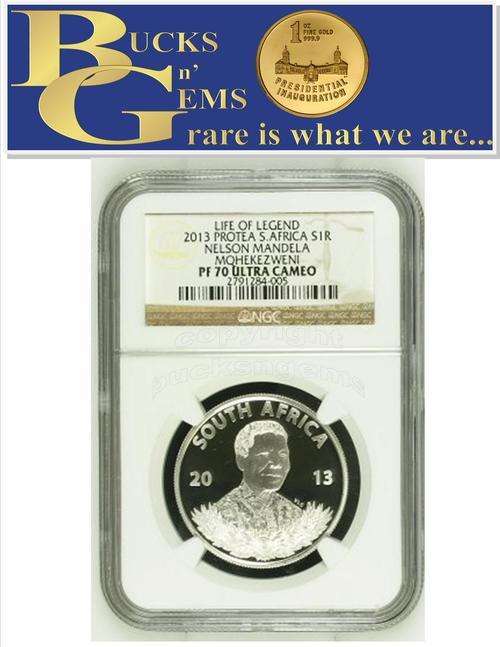 BUCKS
n'
GEMS
rare is what we are...
1 OZ
FINE GOLD
999.9
PRESIDENTIAL
INAUGURATION
LIFE OF LEGEND
2013 PROTEA S.AFRICA S1R
NELSON MANDELA
MQHEKEZWENI
PF 70 ULTRA CAMEO
2791284-005
NGC
copyright
bucksngems
SOUTH AFRICA
20 13